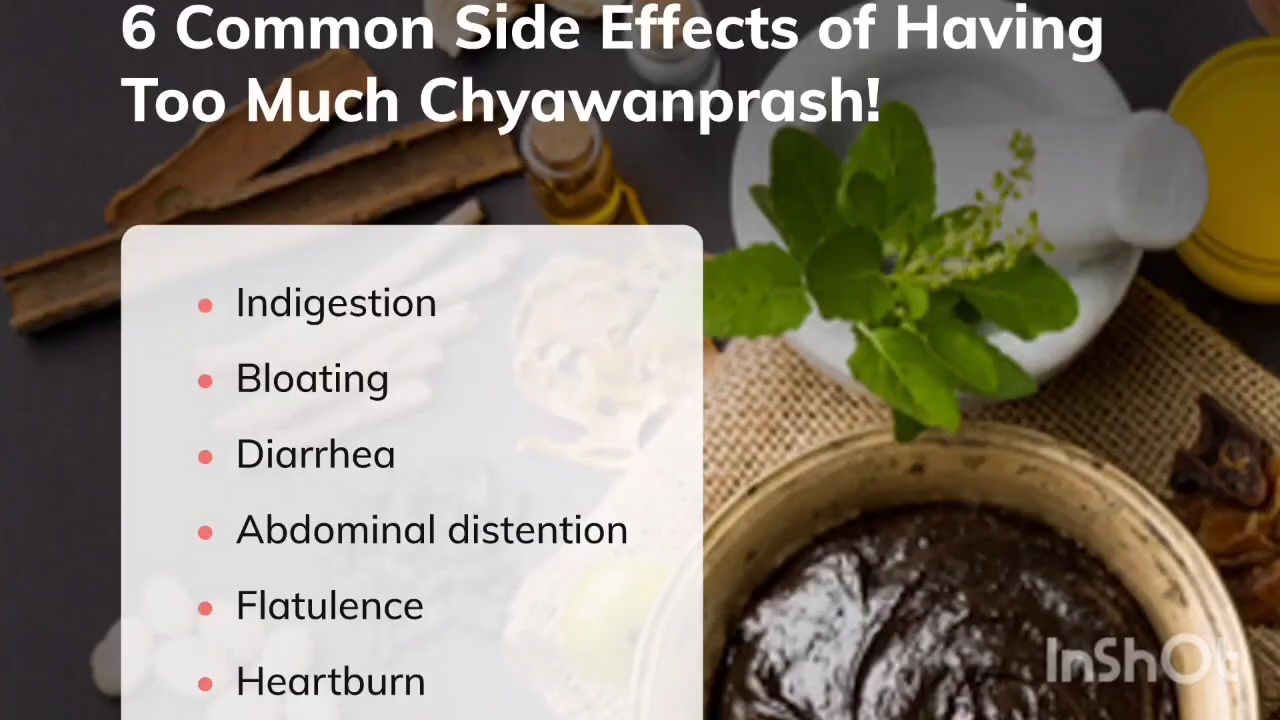 6 Common Side Effects of Having
Too Much Chyawanprash!
• Indigestion
• Bloating
• Diarrhea
• Abdominal distention
• Flatulence
• Heartburn
InShOt